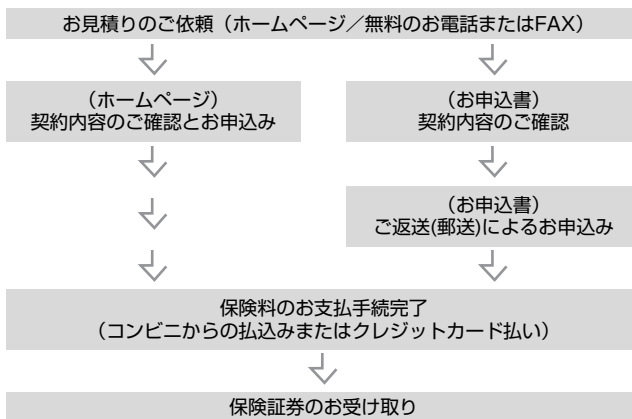 お見積りのご依頼（ホームページ／無料のお電話またはFAX）
（ホームページ）
契約内容のご確認とお申込み
（お申込書）
契約内容のご確認
（お申込書）
ご返送(郵送)によるお申込み
保険料のお支払手続完了
（コンビニからの払込みまたはクレジットカード払い）
保険証券のお受け取り